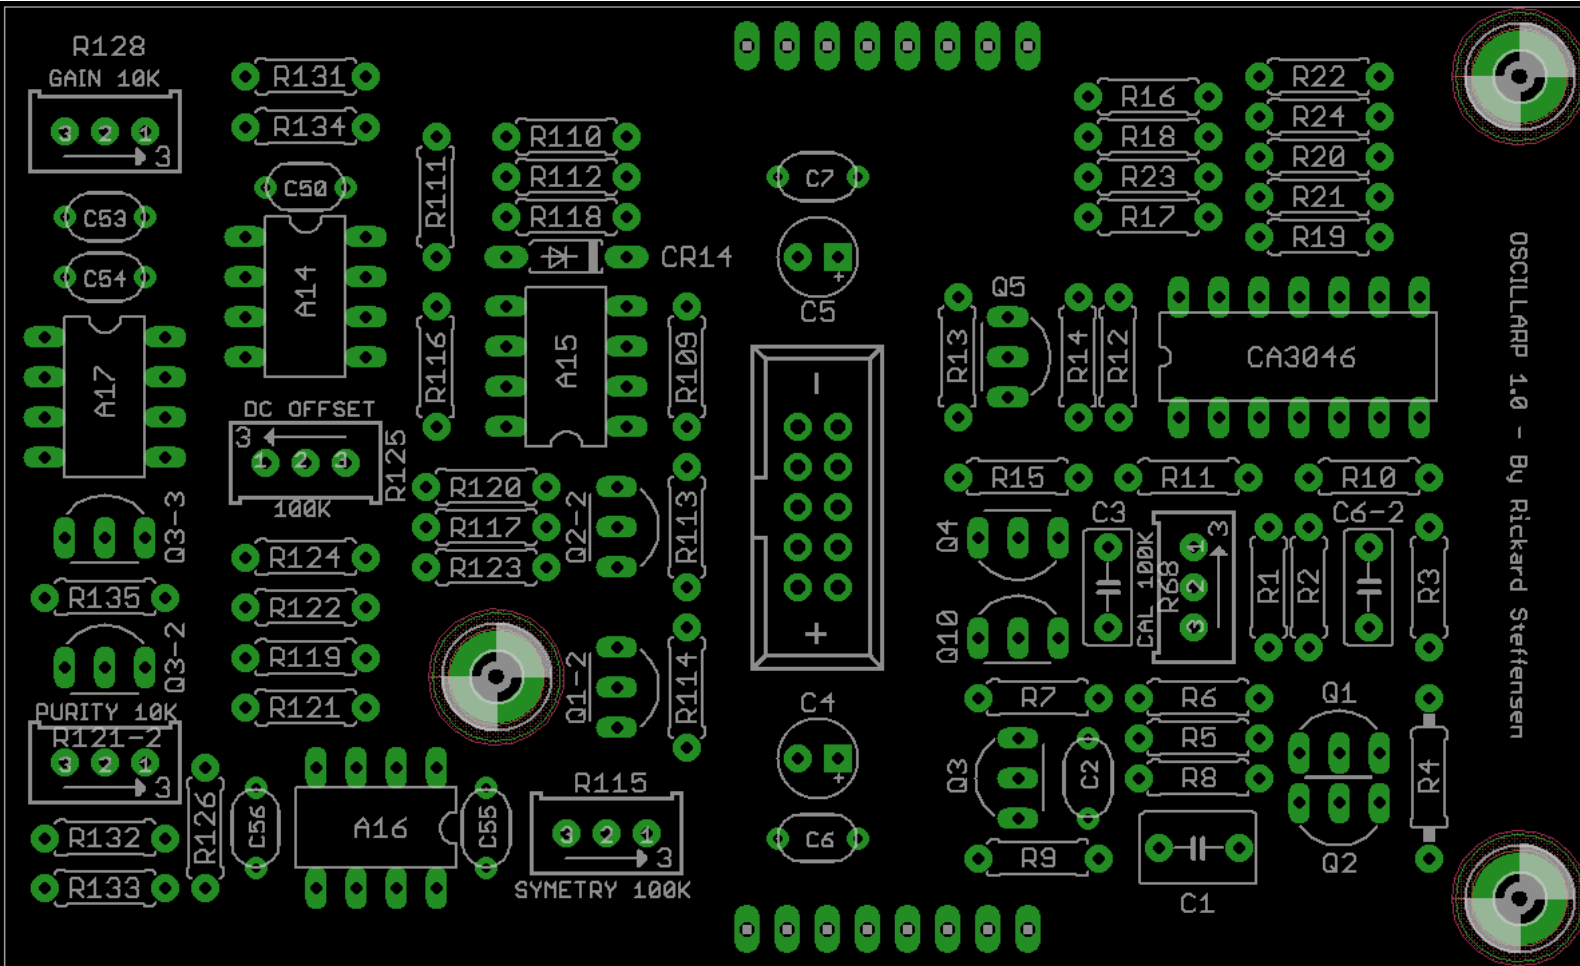 R128
GAIN 10K
3 2 1
3
R131
R134
C50
C53
C54
A14
A17
R111
R110
R112
R118
CR14
R116
A15
R109
DC OFFSET
3
1 2 3
R125
100K
Q3-3
R135
Q3-2
PURITY 10K
R121-2
3 2 1
3
R124
R122
R119
R121
R120
R117
R123
Q2-2
R113
Q1-2
R114
R126
R132
R133
C56
A16
C55
R115
3 2 1
3
SYMETRY 100K
C7
+
C5
-
+
C4
+
C6
R16
R18
R23
R17
R22
R24
R20
R21
R19
Q5
R13
R14
R12
CA3046
R15
R11
R10
Q4
C3
CAL 100K
R68
1 2 3
3
R1
R2
C6-2
R3
Q10
R7
R6
R5
R8
Q3
C2
R9
C1
Q1
Q2
R4
OSCILLARP 1.0 - By Rickard Steffensen